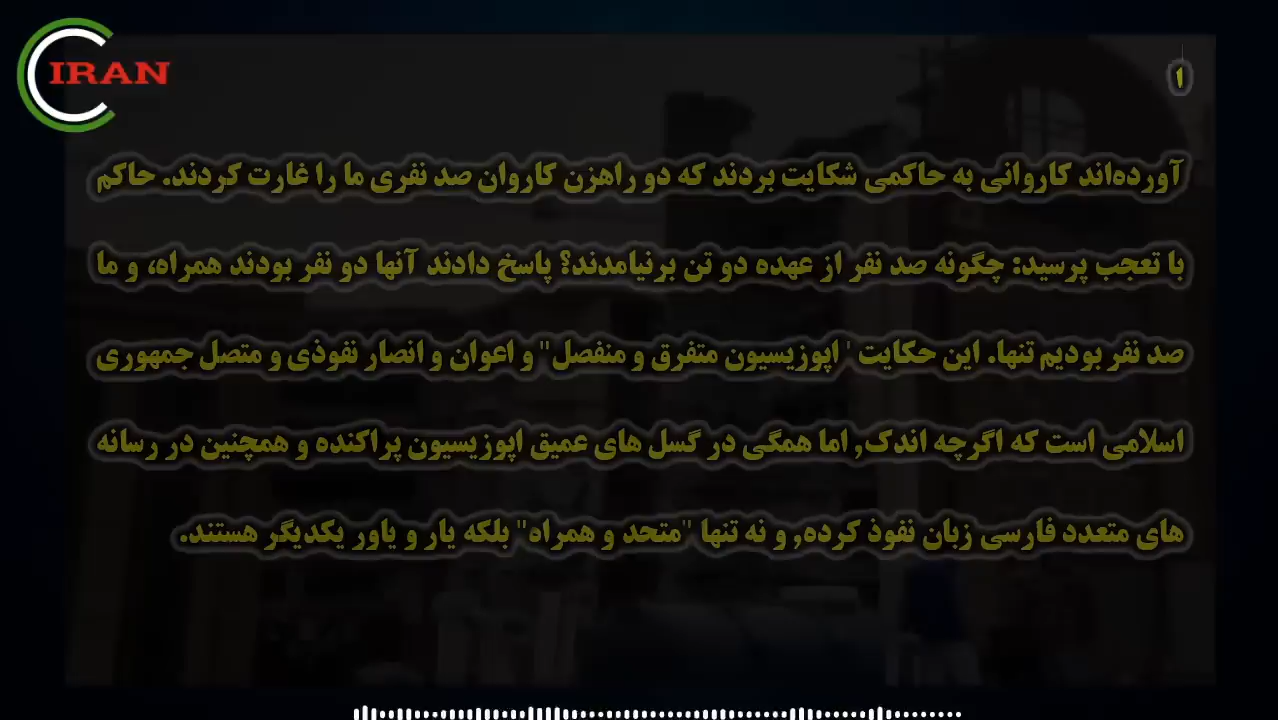 IRAN
۱
آورده‌اند کاروانی به حاکمی شکایت بردند که دو راهزن کاروان صد نفری ما را غارت کردند. حاکم
با تعجب پرسید: چگونه صد نفر از عهده دو تن برنیامدند؟ پاسخ دادند آنها دو نفر بودند همراه، و ما
صد نفر بودیم تنها. این حکایت ' اپوزیسیون متفرق و منفصل" و اعوان و انصار نفوذی و متصل جمهوری
اسلامی است که اگرچه اندک, اما همگی در گسل های عمیق اپوزیسیون پراکنده و همچنین در رسانه
های متعدد فارسی زبان نفوذ کرده, و نه تنها "متحد و همراه" بلکه یار و یاور یکدیگر هستند.